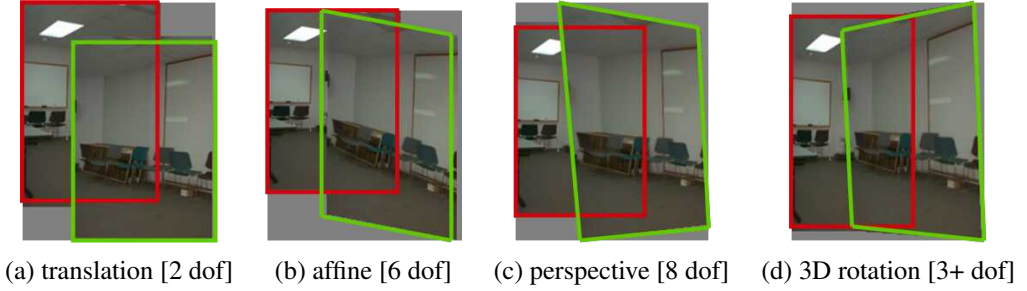 (a) translation [2 dof] (b) affine [6 dof] (c) perspective [8 dof] (d) 3D rotation [3+ dof]